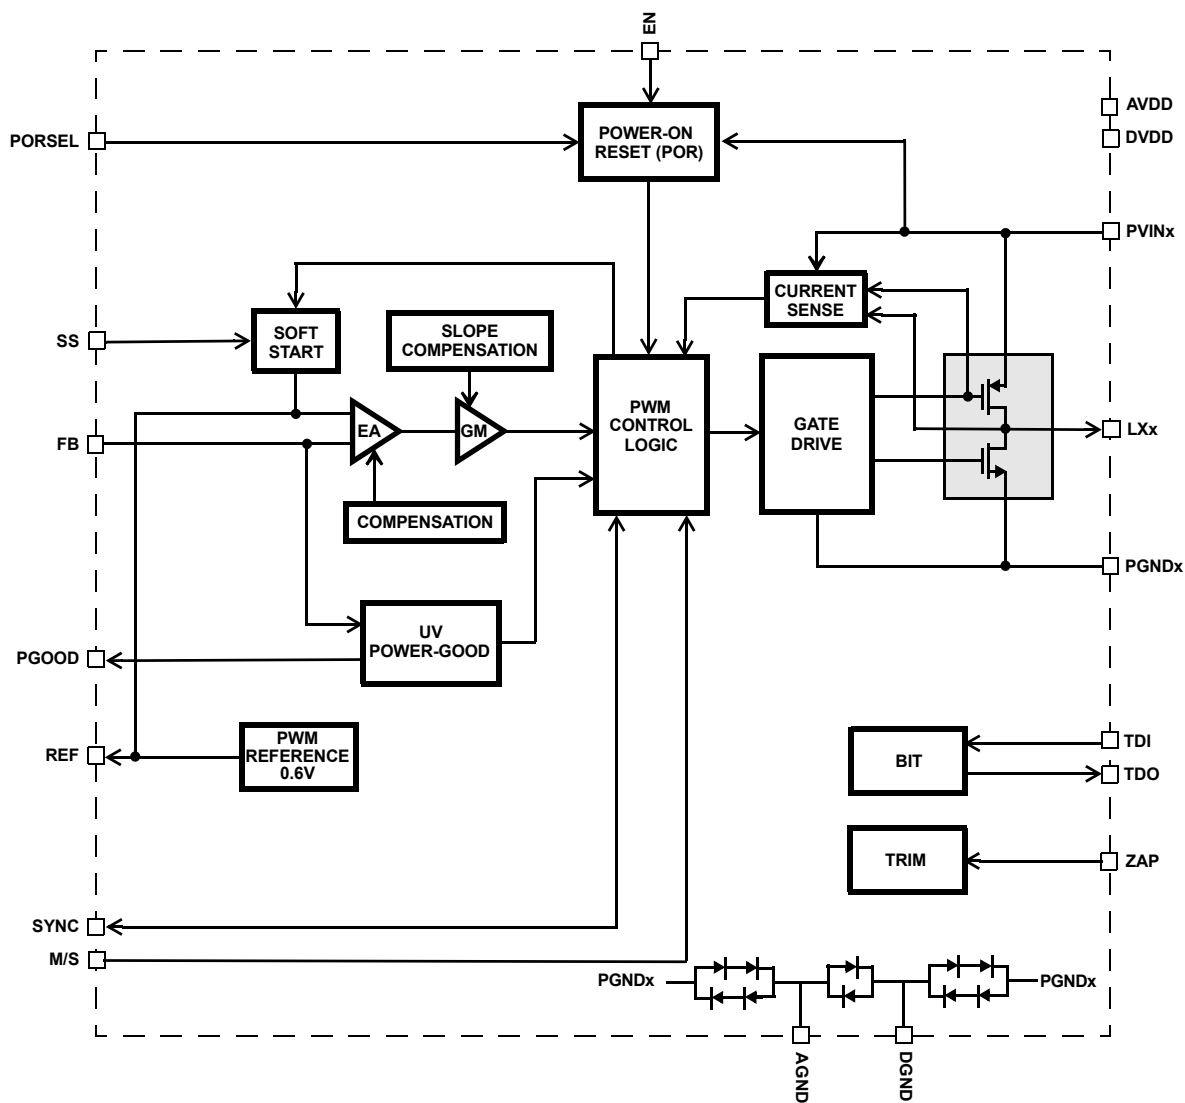 EN
AVDD
DVDD
PORSEL
POWER-ON
RESET (POR)
PVINx
CURRENT
SENSE
SS
SOFT
START
SLOPE
COMPENSATION
FB
EA
GM
PWM
CONTROL
LOGIC
GATE
DRIVE
LXx
COMPENSATION
PGNDx
UV
POWER-GOOD
PGOOD
REF
PWM
REFERENCE
0.6V
BIT
TDI
TDO
TRIM
ZAP
SYNC
M/S
PGNDx
PGNDx
AGND
DGND